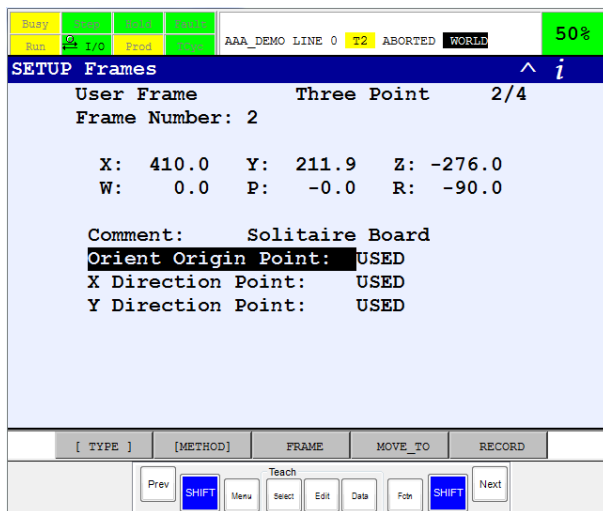 Busy Step Hold Fault
Run I/O Prod TCyc
AAA_DEMO LINE 0 T2 ABORTED WORLD
50%
SETUP Frames ^ i
User Frame Three Point 2/4
Frame Number: 2
X: 410.0 Y: 211.9 Z: -276.0
W: 0.0 P: -0.0 R: -90.0
Comment: Solitaire Board
Orient Origin Point: USED
X Direction Point: USED
Y Direction Point: USED
[ TYPE ] [METHOD] FRAME MOVE_TO RECORD
Teach
Prev SHIFT Menu Select Edit Data Fctn SHIFT Next